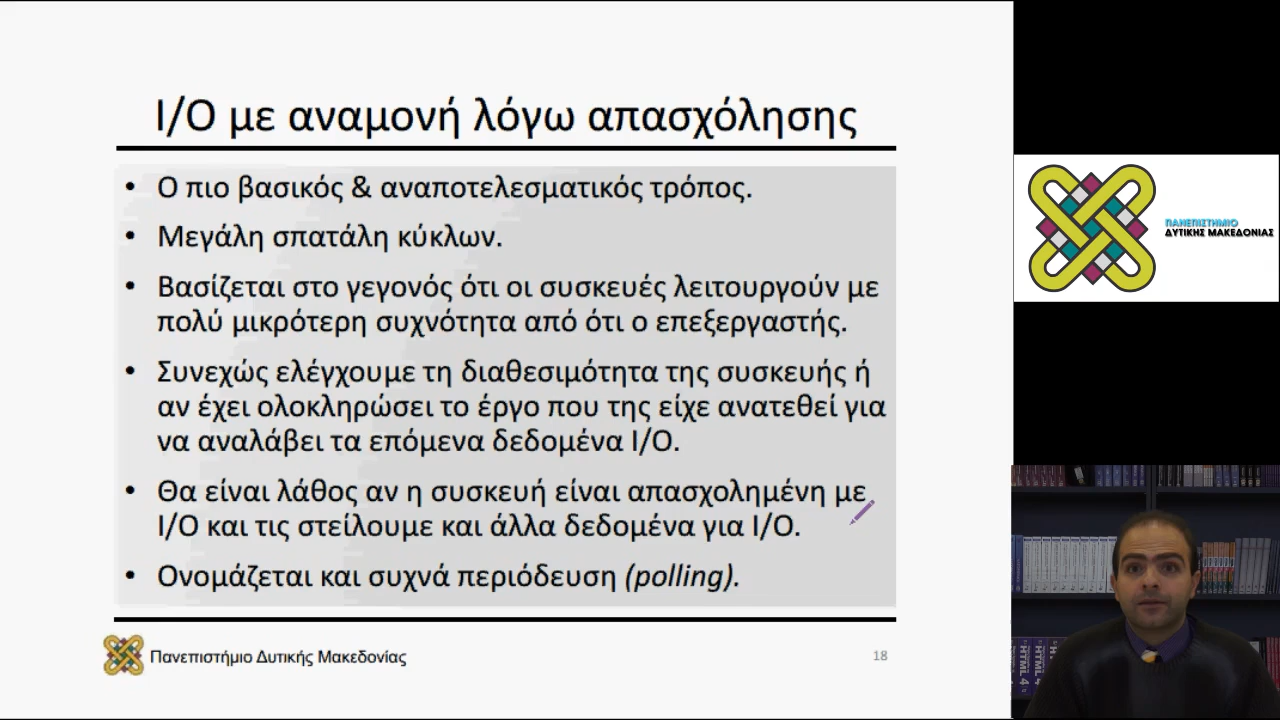 Ι/Ο με αναμονή λόγω απασχόλησης
• Ο πιο βασικός & αναποτελεσματικός τρόπος.
• Μεγάλη σπατάλη κύκλων.
• Βασίζεται στο γεγονός ότι οι συσκευές λειτουργούν με
πολύ μικρότερη συχνότητα από ότι ο επεξεργαστής.
• Συνεχώς ελέγχουμε τη διαθεσιμότητα της συσκευής ή
αν έχει ολοκληρώσει το έργο που της είχε ανατεθεί για
να αναλάβει τα επόμενα δεδομένα Ι/Ο.
• Θα είναι λάθος αν η συσκευή είναι απασχολημένη με
Ι/Ο και τις στείλουμε και άλλα δεδομένα για Ι/Ο.
• Ονομάζεται και συχνά περιόδευση (polling).
Πανεπιστήμιο Δυτικής Μακεδονίας
18
ΠΑΝΕΠΙΣΤΗΜΙΟ
ΔΥΤΙΚΗΣ ΜΑΚΕΔΟΝΙΑΣ
HTML 4